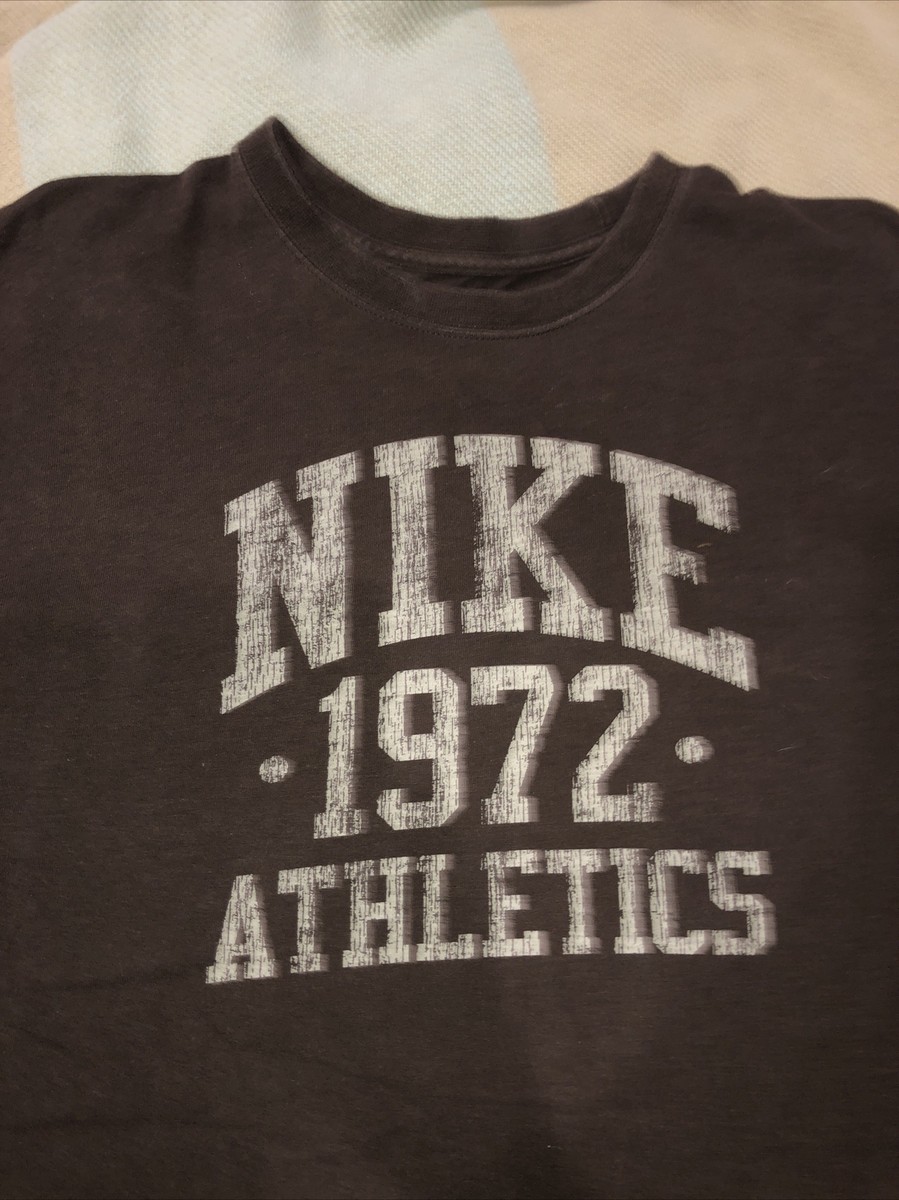 NIKE
• 1972 •
ATHLETICS